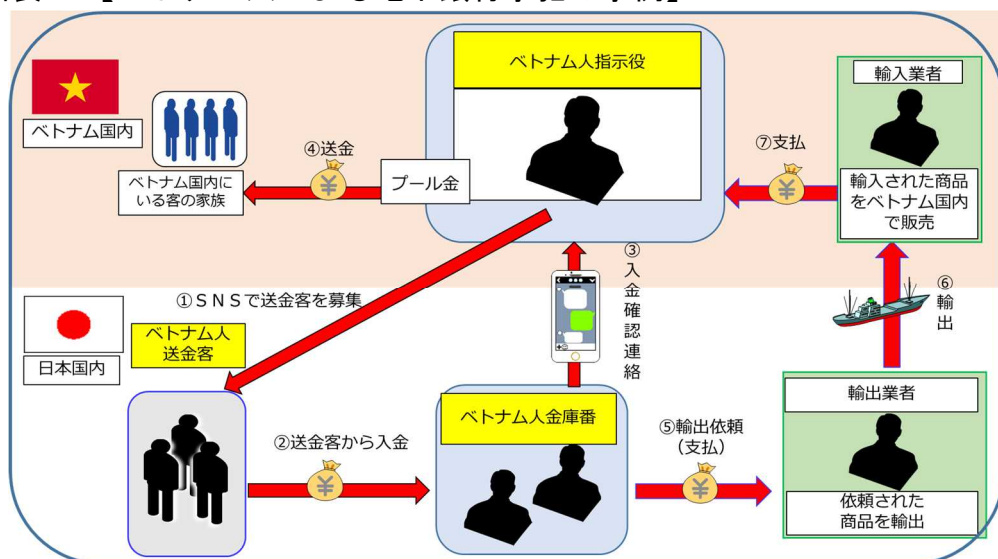 ベトナム人指示役
輸入業者
ベトナム国内
④送金
⑦支払
プール金
ベトナム国内に
いる客の家族
輸入された商品
をベトナム国内
で販売
③入金確認連絡
①ＳＮＳで送金客を募集
⑥輸出
ベトナム人
送金客
日本国内
ベトナム人金庫番
輸出業者
②送金客から入金
⑤輸出依頼
（支払）
依頼された
商品を輸出